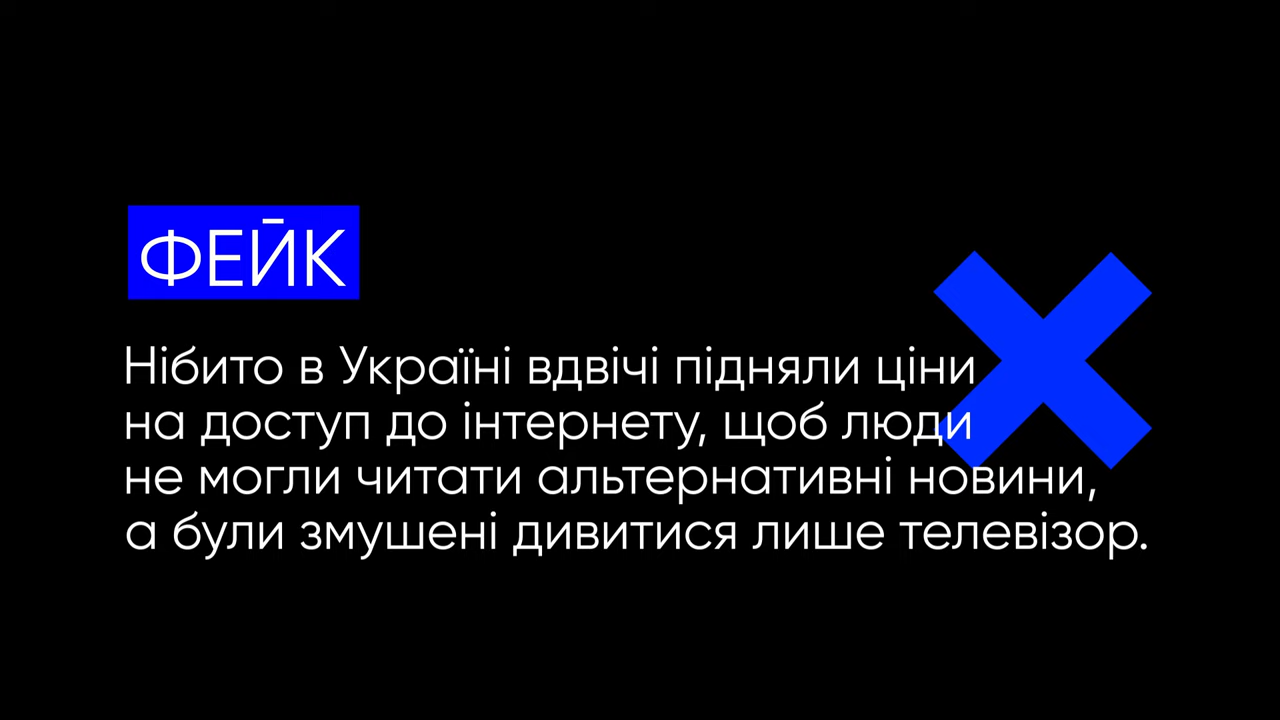 ФЕЙК
Нібито в Україні вдвічі підняли ціни
на доступ до інтернету, щоб люди
не могли читати альтернативні новини,
а були змушені дивитися лише телевізор.